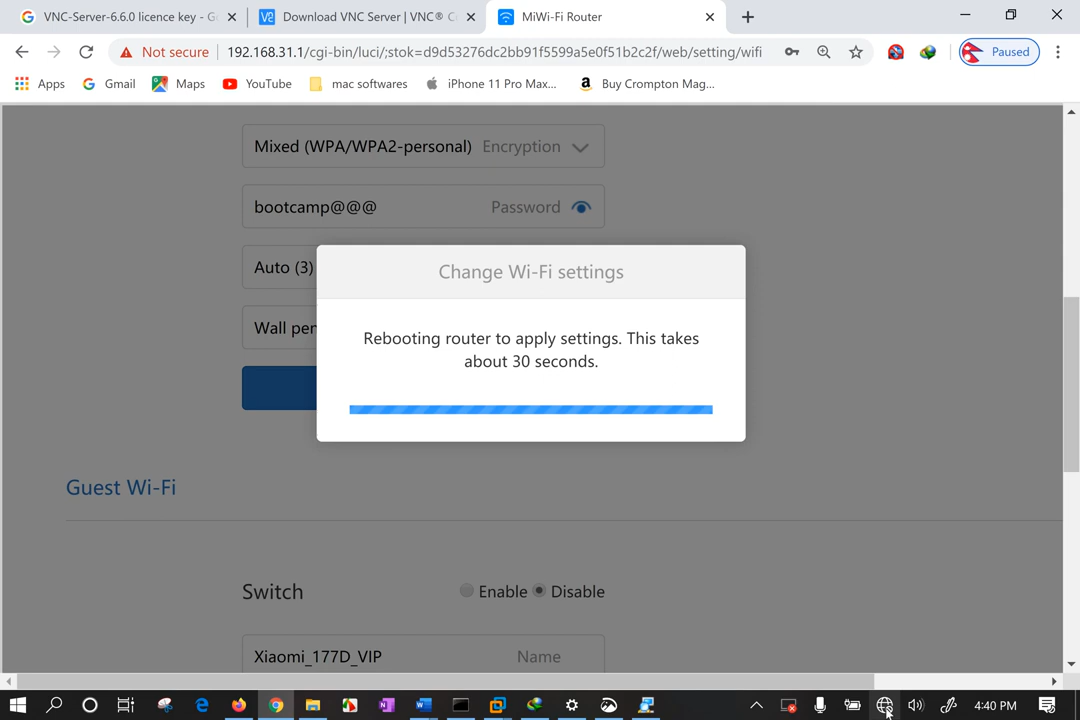 VNC-Server-6.6.0 licence key - G
Download VNC Server | VNC® C
MiWi-Fi Router
Not secure
192.168.31.1/cgi-bin/luci/;stok=d9d53276dc2bb91f5599a5e0f51b2c2f/web/setting/wifi
Paused
Apps
Gmail
Maps
YouTube
mac softwares
iPhone 11 Pro Max...
Buy Crompton Mag...
Mixed (WPA/WPA2-personal) Encryption
bootcamp@@@ Password
Auto (3)
Wall pen
Change Wi-Fi settings
Rebooting router to apply settings. This takes
about 30 seconds.
Guest Wi-Fi
Switch
Enable
Disable
Xiaomi_177D_VIP Name
4:40 PM